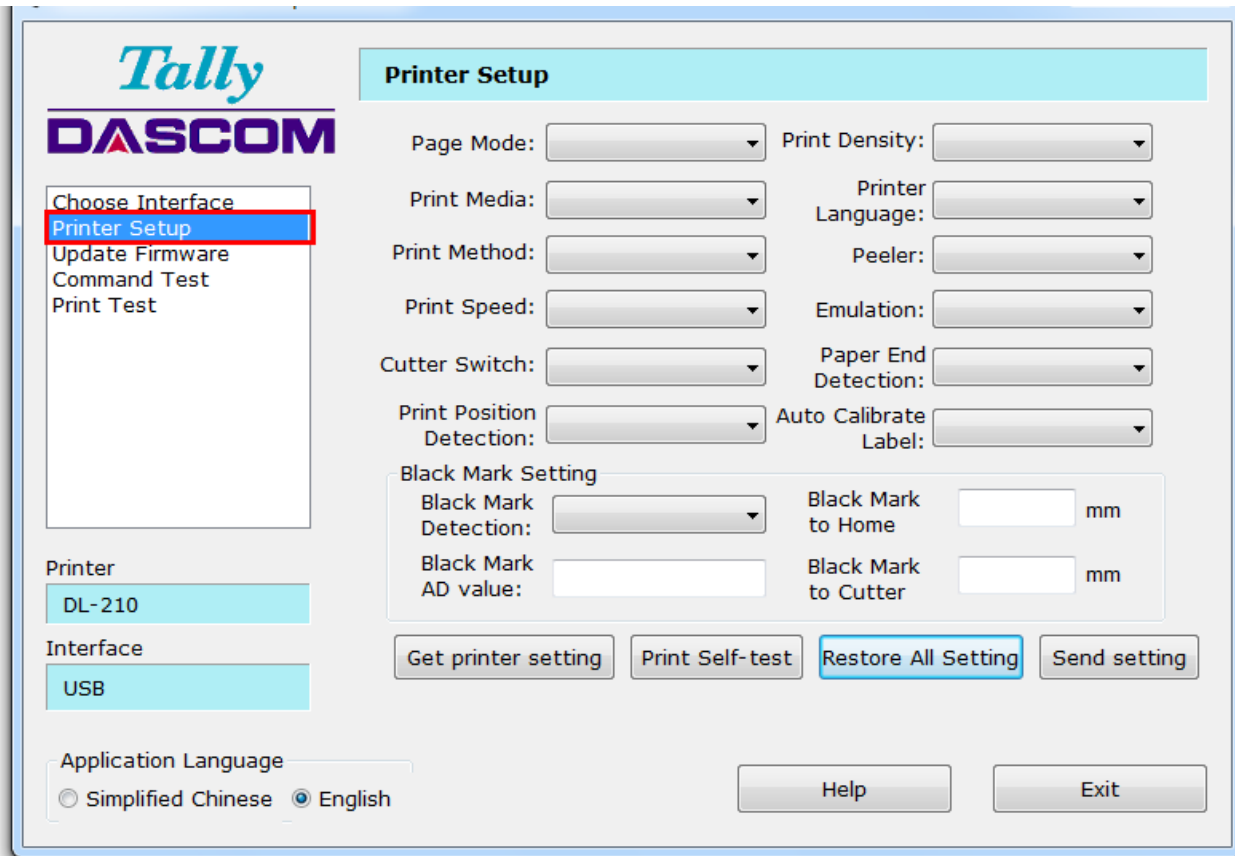 Tally
DASCOM
Choose Interface
Printer Setup
Update Firmware
Command Test
Print Test
Printer
DL-210
Interface
USB
Application Language
Simplified Chinese
English
Printer Setup
Page Mode:
Print Density:
Print Media:
Printer
Language:
Print Method:
Peeler:
Print Speed:
Emulation:
Cutter Switch:
Paper End
Detection:
Print Position
Detection:
Auto Calibrate
Label:
Black Mark Setting
Black Mark
Detection:
Black Mark
to Home
mm
Black Mark
AD value:
Black Mark
to Cutter
mm
Get printer setting
Print Self-test
Restore All Setting
Send setting
Help
Exit